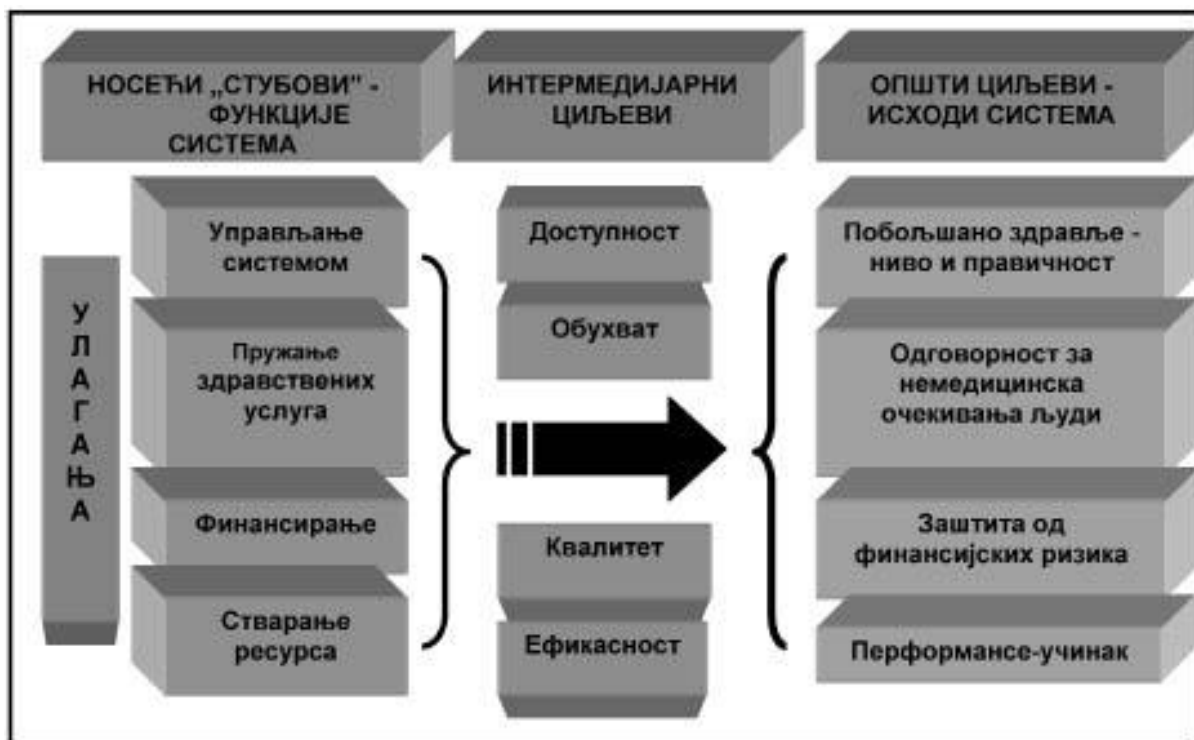 НОСЕЋИ „СТУБОВИ” -
ФУНКЦИЈЕ
СИСТЕМА
ИНТЕРМЕДИЈАРНИ
ЦИЉЕВИ
ОПШТИ ЦИЉЕВИ -
ИСХОДИ СИСТЕМА
УЛАГАЊА
Управљање
системом
Пружање
здравствених
услуга
Финансирање
Стварање
ресурса
Доступност
Обухват
Квалитет
Ефикасност
Побољшано здравље -
ниво и правичност
Одговорност за
немедицинска
очекивања људи
Заштита од
финансијских ризика
Перформансе-учинак